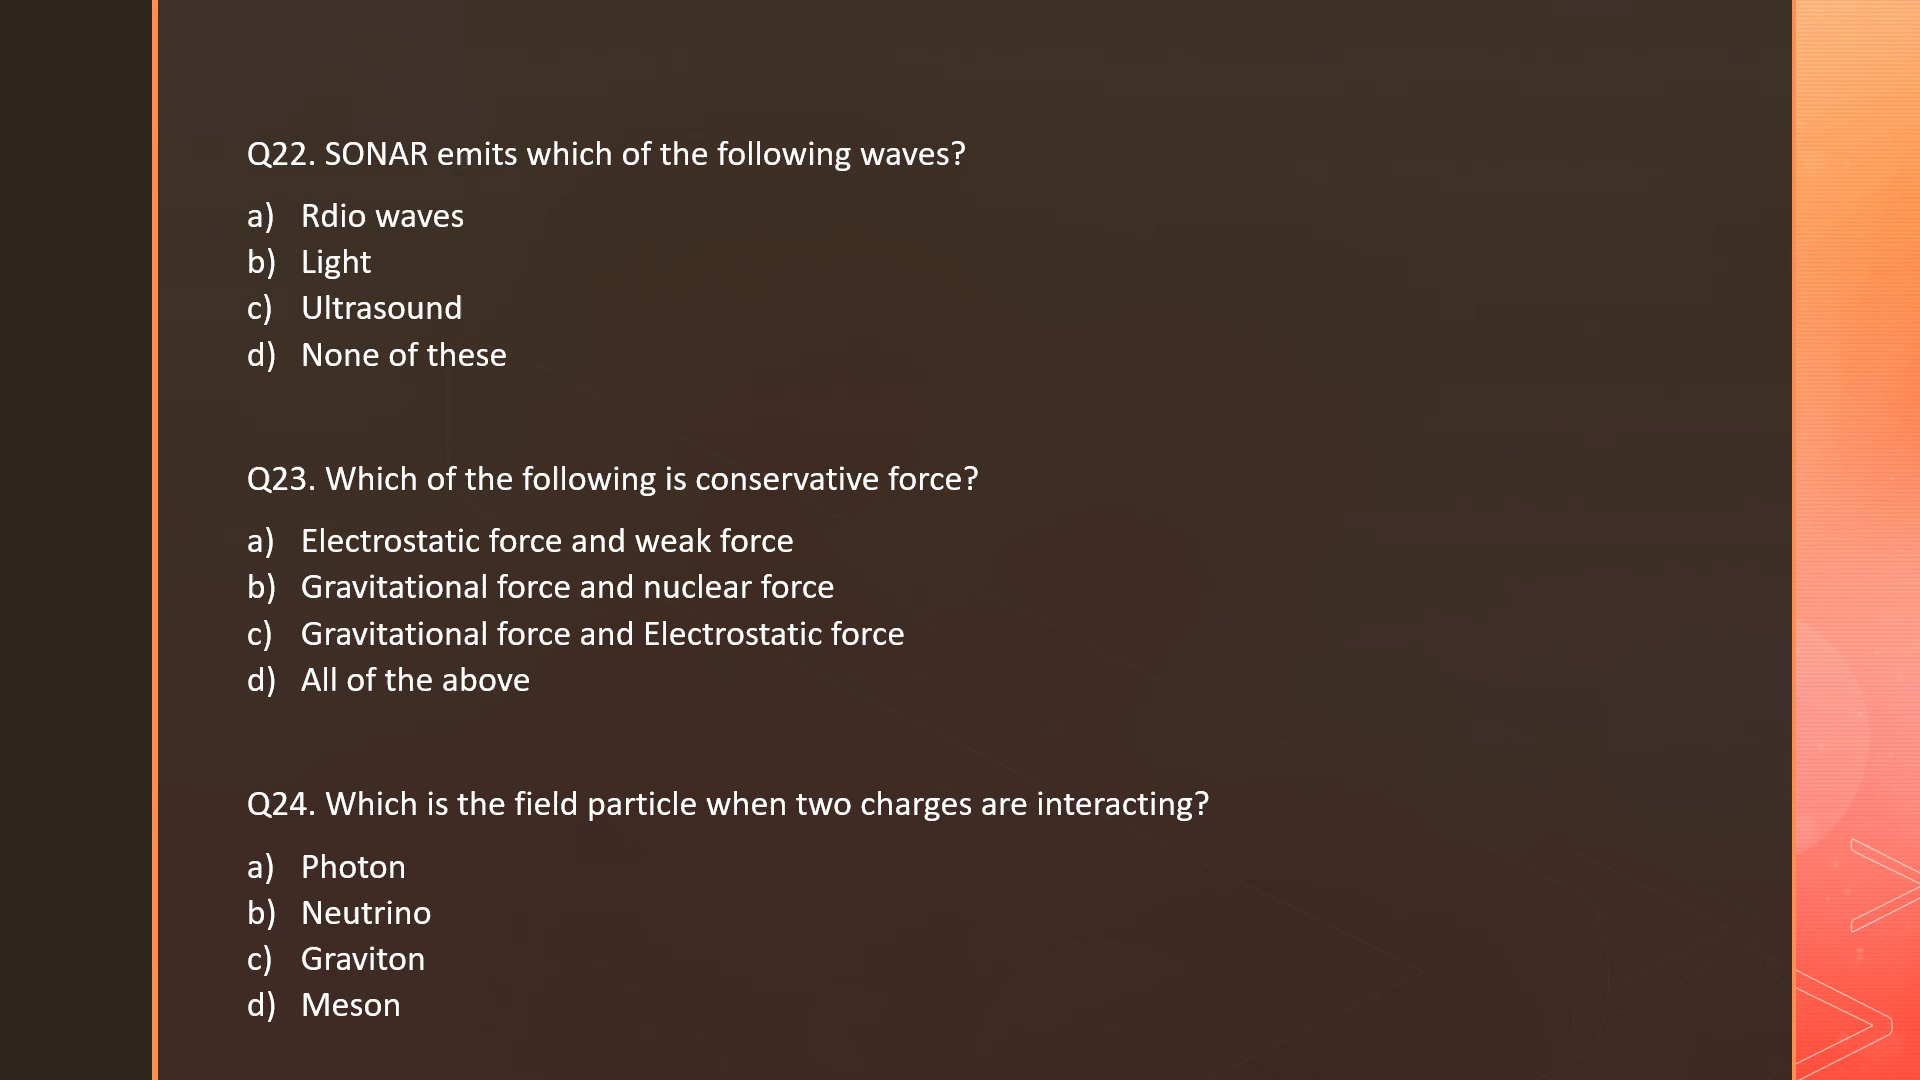 Q22. SONAR emits which of the following waves?
a) Rdio waves
b) Light
c) Ultrasound
d) None of these
Q23. Which of the following is conservative force?
a) Electrostatic force and weak force
b) Gravitational force and nuclear force
c) Gravitational force and Electrostatic force
d) All of the above
Q24. Which is the field particle when two charges are interacting?
a) Photon
b) Neutrino
c) Graviton
d) Meson